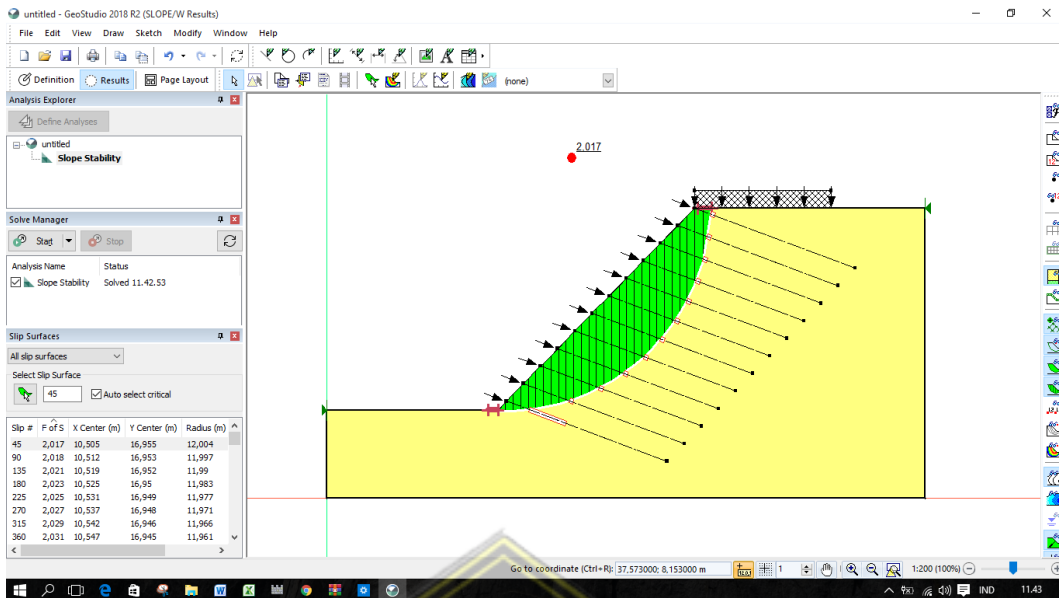 untitled - GeoStudio 2018 R2 (SLOPE/W Results)
File Edit View Draw Sketch Modify Window Help
Definition Results Page Layout (none)
Analysis Explorer
Define Analyses
untitled
Slope Stability
Solve Manager
Start Stop
Analysis Name Status
Slope Stability Solved 11.42.53
Slip Surfaces
All slip surfaces
Select Slip Surface
45 Auto select critical
Slip # F of S X Center (m) Y Center (m) Radius (m)
45 2,017 10,505 16,955 12,004
90 2,018 10,512 16,953 11,997
135 2,021 10,519 16,952 11,99
180 2,023 10,525 16,95 11,983
225 2,025 10,531 16,949 11,977
270 2,027 10,537 16,948 11,971
315 2,029 10,542 16,946 11,966
360 2,031 10,547 16,945 11,961
2,017
Go to coordinate (Ctrl+R): 37,573000; 8,153000 m 1 1:200 (100%)
IND 11.43